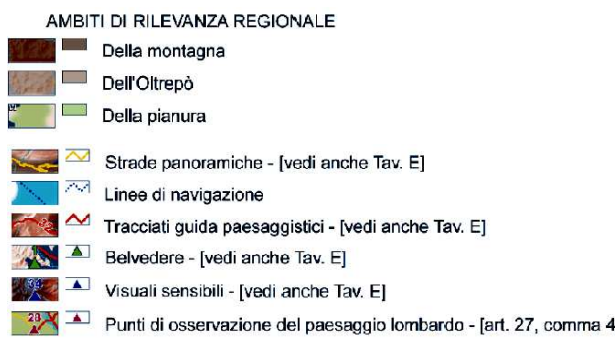 AMBITI DI RILEVANZA REGIONALE
Della montagna
Dell'Oltrepò
Della pianura
Strade panoramiche - [vedi anche Tav. E]
Linee di navigazione
Tracciati guida paesaggistici - [vedi anche Tav. E]
Belvedere - [vedi anche Tav. E]
Visuali sensibili - [vedi anche Tav. E]
28 Punti di osservazione del paesaggio lombardo - [art. 27, comma 4